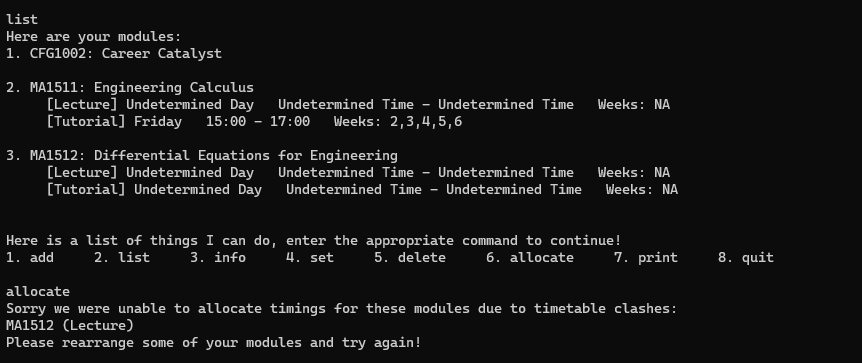 list
Here are your modules:
1. CFG1002: Career Catalyst
2. MA1511: Engineering Calculus
[Lecture] Undetermined Day   Undetermined Time - Undetermined Time   Weeks: NA
[Tutorial] Friday   15:00 - 17:00   Weeks: 2,3,4,5,6
3. MA1512: Differential Equations for Engineering
[Lecture] Undetermined Day   Undetermined Time - Undetermined Time   Weeks: NA
[Tutorial] Undetermined Day   Undetermined Time - Undetermined Time   Weeks: NA
Here is a list of things I can do, enter the appropriate command to continue!
1. add     2. list     3. info     4. set     5. delete     6. allocate     7. print     8. quit
allocate
Sorry we were unable to allocate timings for these modules due to timetable clashes:
MA1512 (Lecture)
Please rearrange some of your modules and try again!